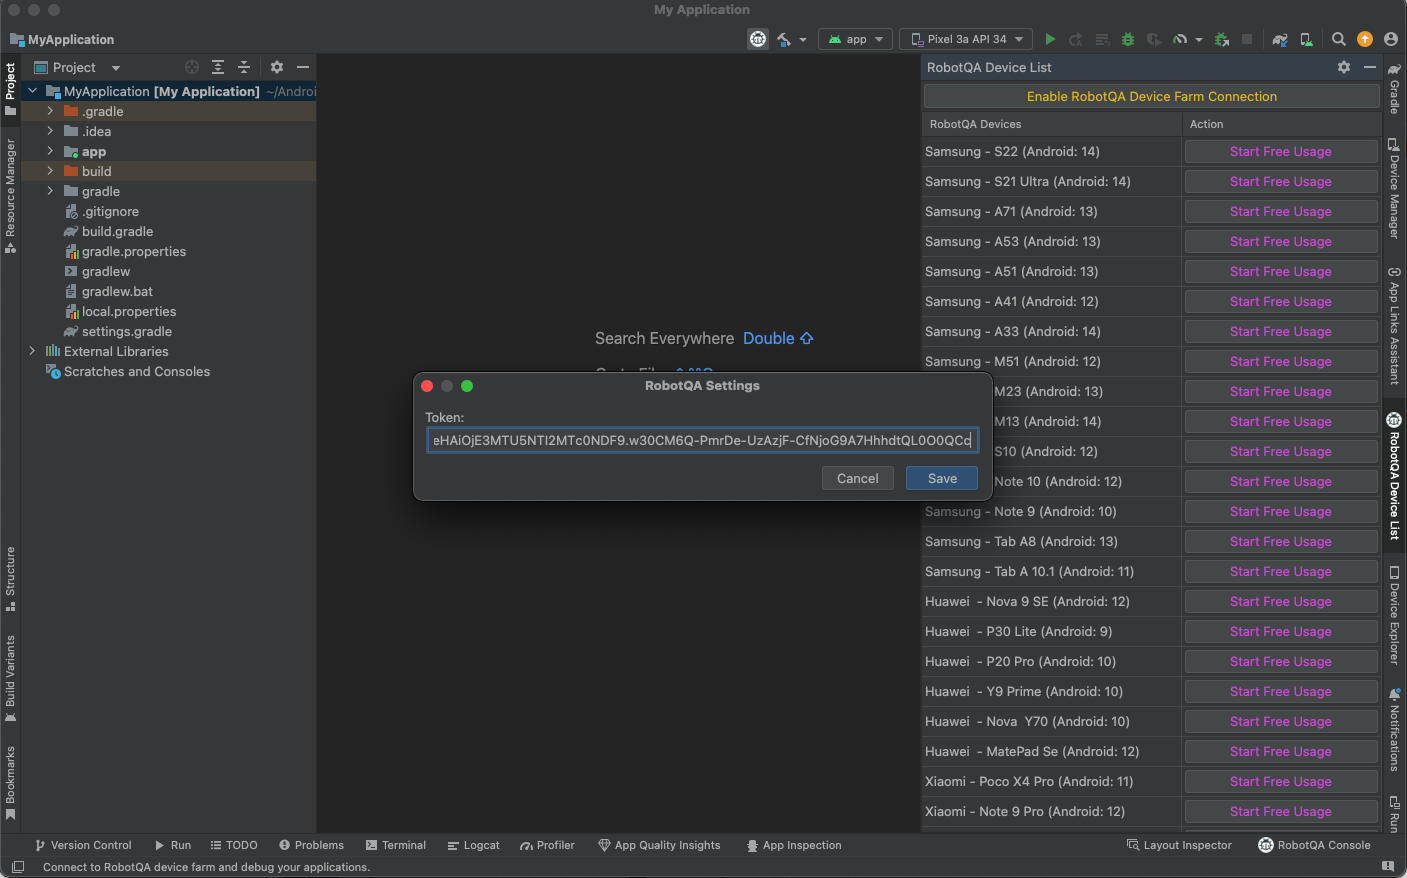 My Application
MyApplication
app
Pixel 3a API 34
Project
MyApplication [My Application] ~/Androi
.gradle
.idea
app
build
gradle
.gitignore
build.gradle
gradle.properties
gradlew
gradlew.bat
local.properties
settings.gradle
External Libraries
Scratches and Consoles
Project
Resource Manager
Structure
Build Variants
Bookmarks
Search Everywhere Double ⇧
RobotQA Settings
Token:
eHAiOjE3MTU5NTI2MTc0NDF9.w30CM6Q-PmrDe-UzAzjF-CfNjoG9A7HhhdtQL0O0QCc
Cancel
Save
RobotQA Device List
Enable RobotQA Device Farm Connection
RobotQA Devices Action
Samsung - S22 (Android: 14) Start Free Usage
Samsung - S21 Ultra (Android: 14) Start Free Usage
Samsung - A71 (Android: 13) Start Free Usage
Samsung - A53 (Android: 13) Start Free Usage
Samsung - A51 (Android: 13) Start Free Usage
Samsung - A41 (Android: 12) Start Free Usage
Samsung - A33 (Android: 14) Start Free Usage
Samsung - M51 (Android: 12) Start Free Usage
M23 (Android: 13) Start Free Usage
M13 (Android: 14) Start Free Usage
S10 (Android: 12) Start Free Usage
Note 10 (Android: 12) Start Free Usage
Samsung - Note 9 (Android: 10) Start Free Usage
Samsung - Tab A8 (Android: 13) Start Free Usage
Samsung - Tab A 10.1 (Android: 11) Start Free Usage
Huawei - Nova 9 SE (Android: 12) Start Free Usage
Huawei - P30 Lite (Android: 9) Start Free Usage
Huawei - P20 Pro (Android: 10) Start Free Usage
Huawei - Y9 Prime (Android: 10) Start Free Usage
Huawei - Nova Y70 (Android: 10) Start Free Usage
Huawei - MatePad Se (Android: 12) Start Free Usage
Xiaomi - Poco X4 Pro (Android: 11) Start Free Usage
Xiaomi - Note 9 Pro (Android: 12) Start Free Usage
Gradle
Device Manager
App Links Assistant
RobotQA Device List
Device Explorer
Notifications
Run
Version Control Run TODO Problems Terminal Logcat Profiler App Quality Insights App Inspection Layout Inspector RobotQA Console
Connect to RobotQA device farm and debug your applications.